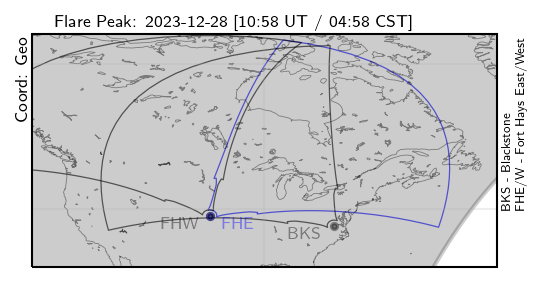 Flare Peak: 2023-12-28 [10:58 UT / 04:58 CST]
Coord: Geo
FHW
FHE
BKS
BKS - Blackstone
FHE/W - Fort Hays East/West